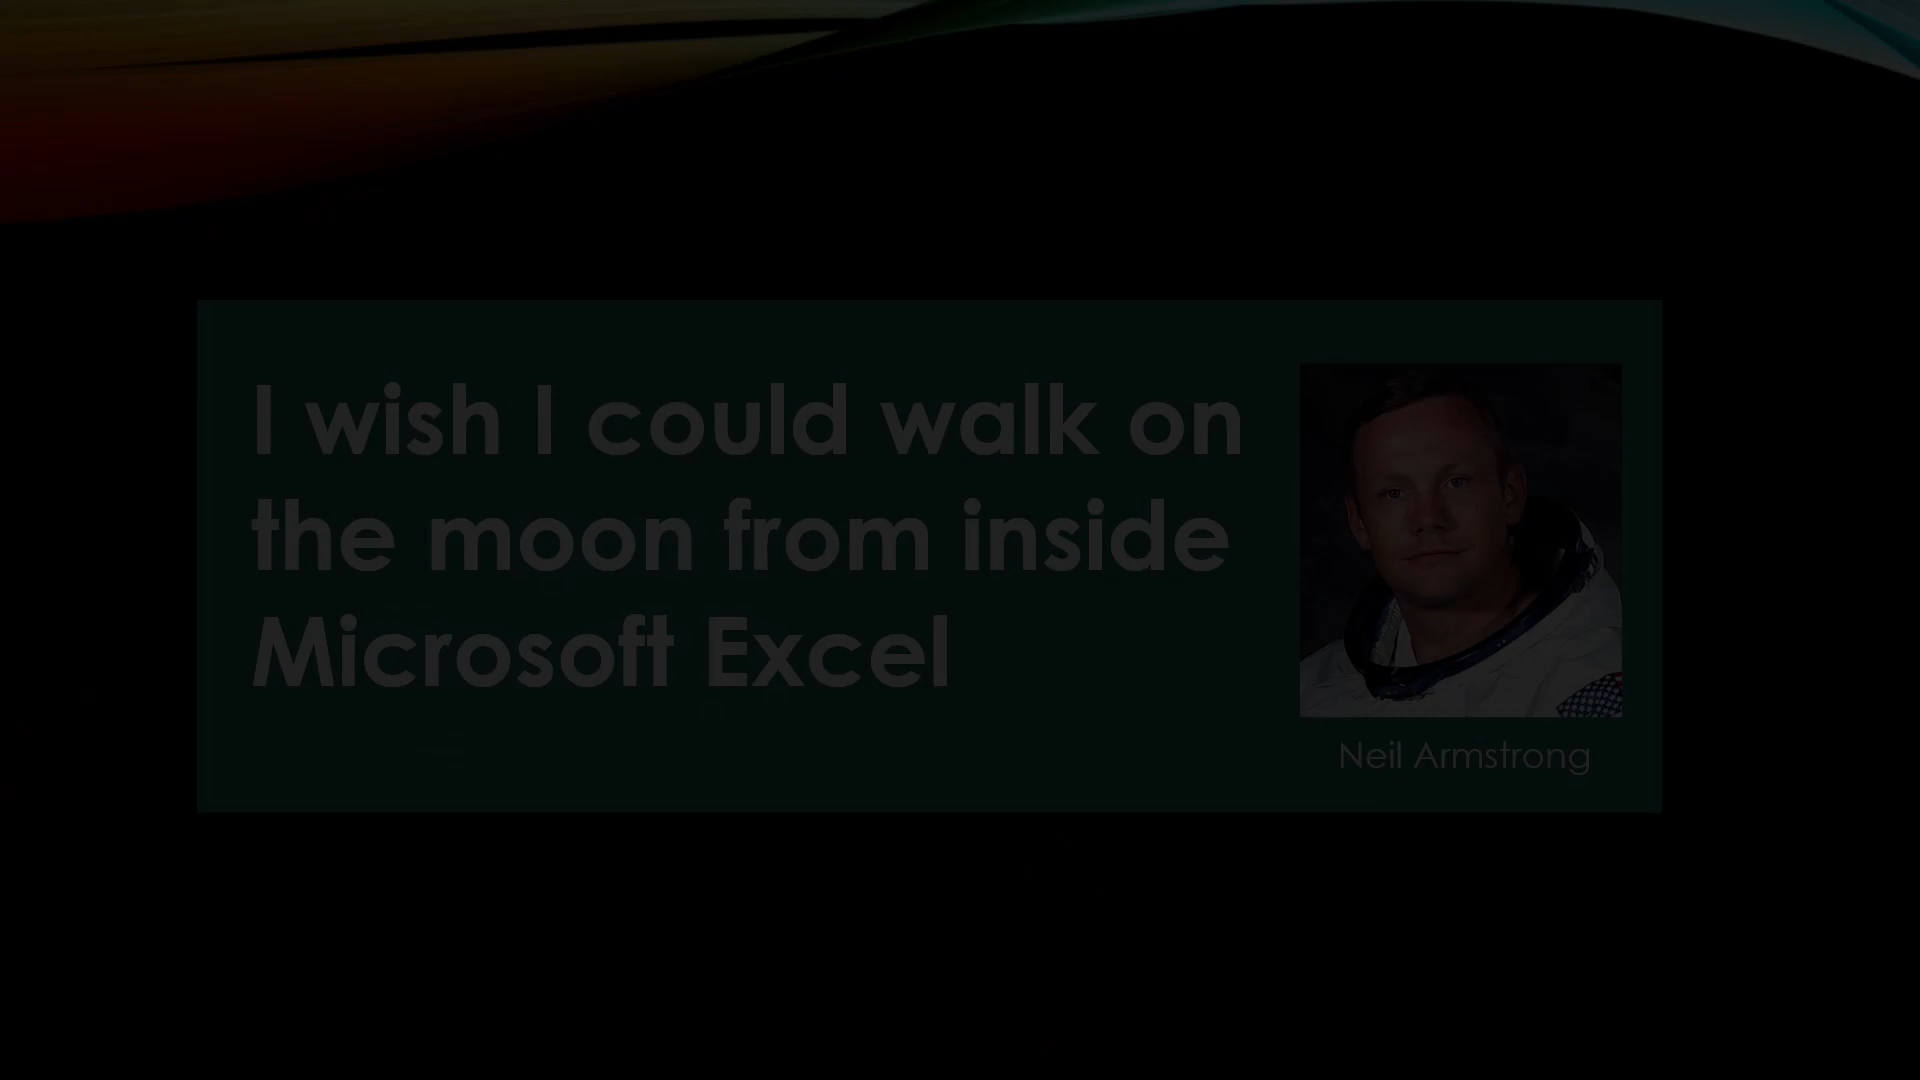 I wish I could walk on
the moon from inside
Microsoft Excel
Neil Armstrong